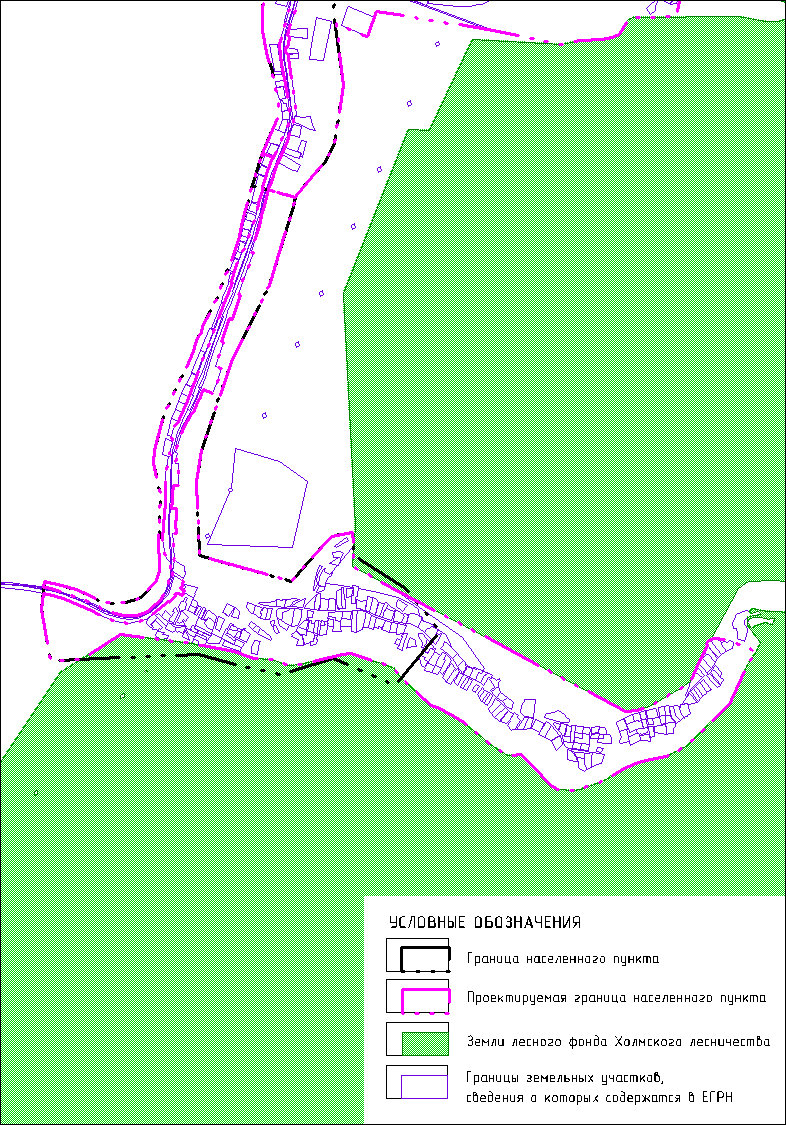 УСЛОВНЫЕ ОБОЗНАЧЕНИЯ
Граница населенного пункта
Проектируемая граница населенного пункта
Земли лесного фонда Холмского лесничества
Границы земельных участков,
сведения о которых содержатся в ЕГРН